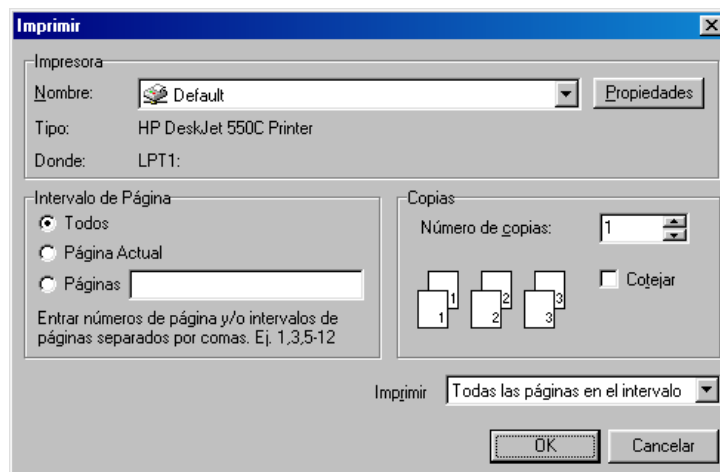 Imprimir
Impresora
Nombre: Default Propiedades
Tipo: HP DeskJet 550C Printer
Donde: LPT1:
Intervalo de Página
Todos
Página Actual
Páginas
Entrar números de página y/o intervalos de
páginas separados por comas. Ej. 1,3,5-12
Copias
Número de copias: 1
1 1 2 2 3 3
Cotejar
Imprimir Todas las páginas en el intervalo
OK Cancelar